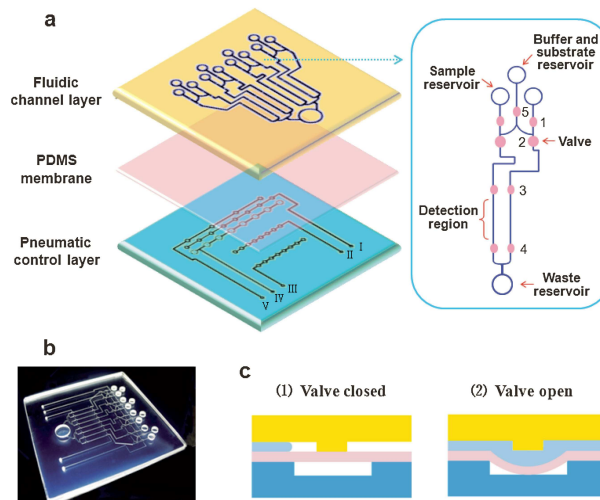 a
Fluidic
channel layer
PDMS
membrane
Pneumatic
control layer
I
II
III
IV
V
Buffer and
substrate
reservoir
Sample
reservoir
5
1
2
Valve
3
Detection
region
4
Waste
reservoir
b
c
(1) Valve closed
(2) Valve open